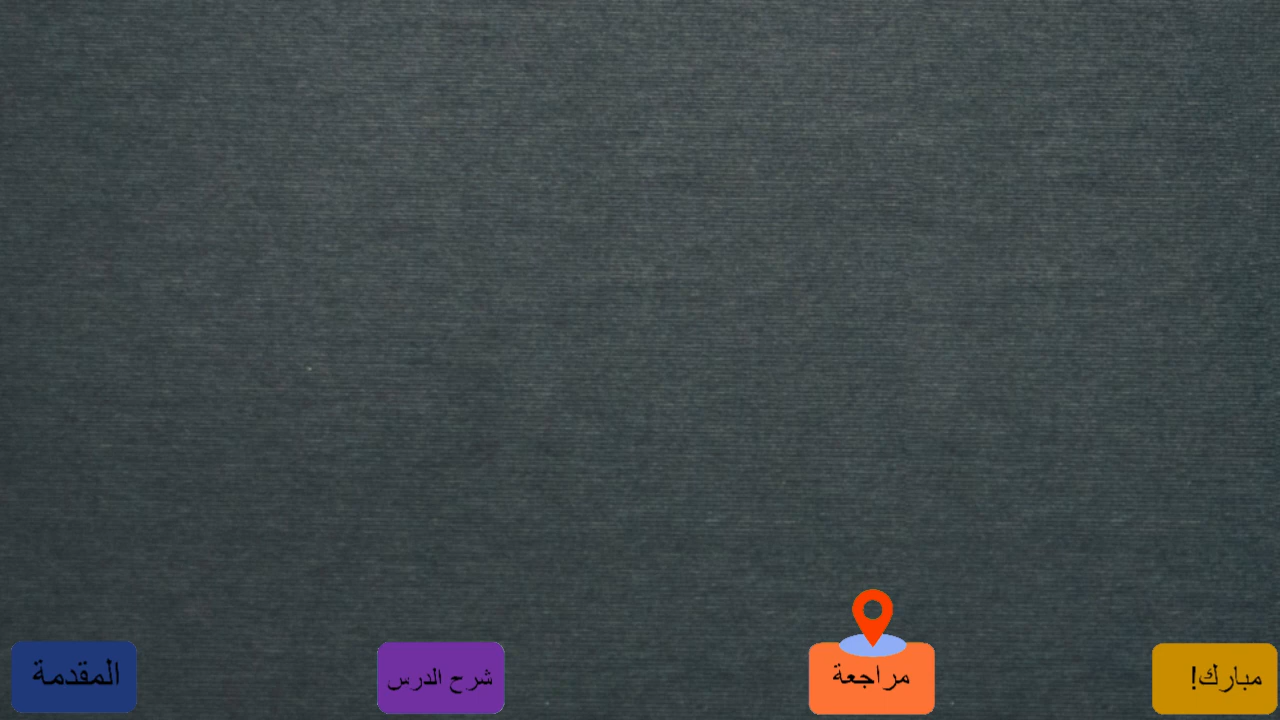 المقدمة
شرح الدرس
مراجعة
مبارك!